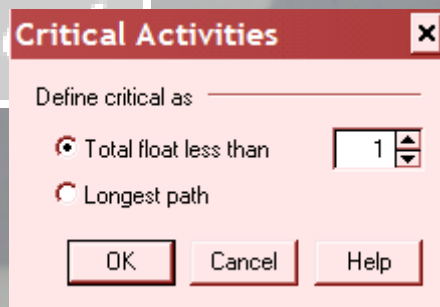 Critical Activities
Define critical as
Total float less than 1
Longest path
OK Cancel Help